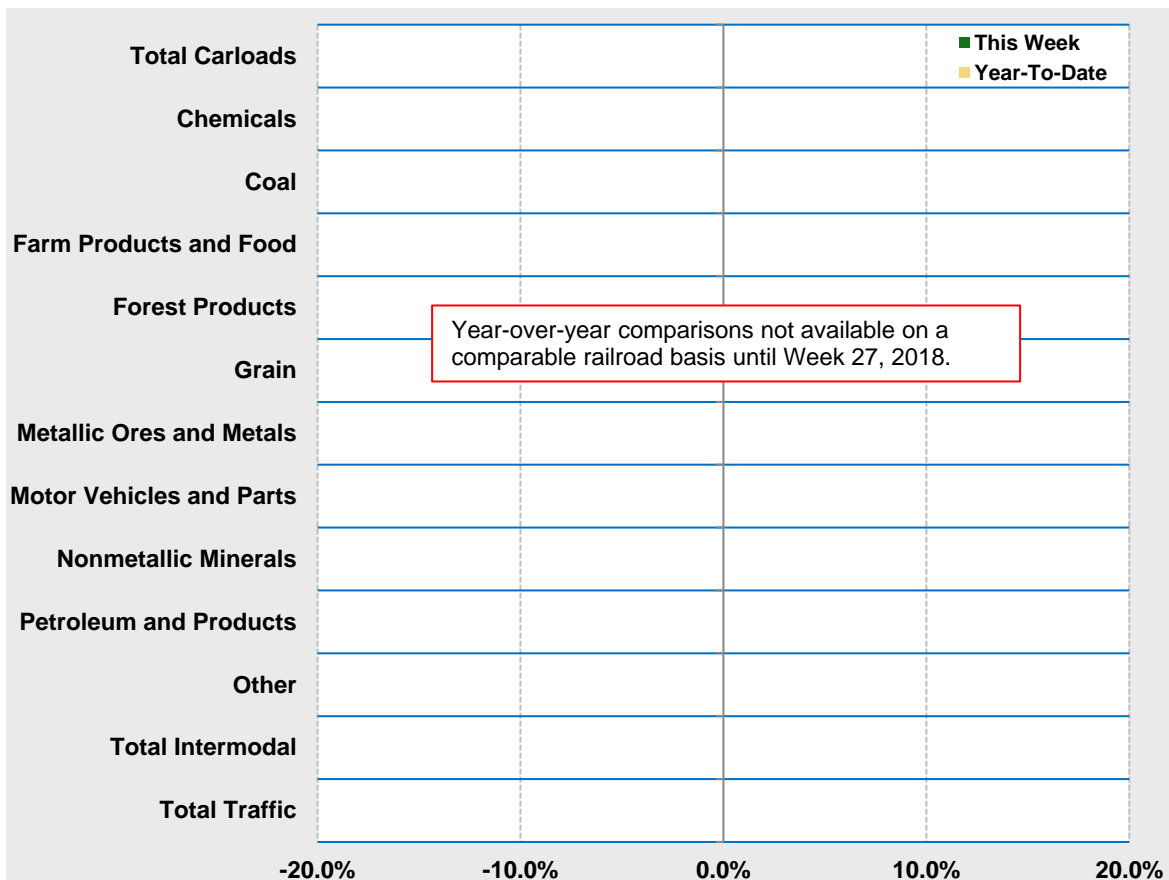 Total Carloads
This Week
Year-To-Date
Chemicals
Coal
Farm Products and Food
Forest Products
Year-over-year comparisons not available on a
comparable railroad basis until Week 27, 2018.
Grain
Metallic Ores and Metals
Motor Vehicles and Parts
Nonmetallic Minerals
Petroleum and Products
Other
Total Intermodal
Total Traffic
-20.0% -10.0% 0.0% 10.0% 20.0%